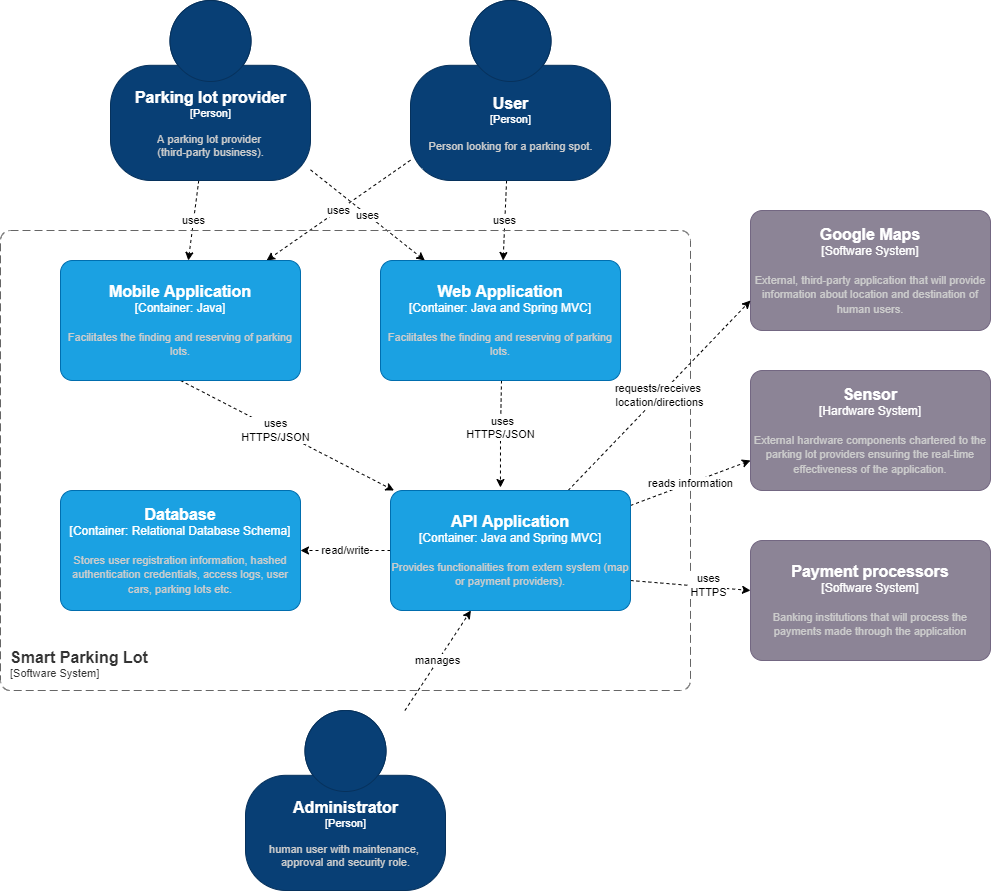 Parking lot provider
[Person]
A parking lot provider
(third-party business).
User
[Person]
Person looking for a parking spot.
uses
uses
uses
uses
Mobile Application
[Container: Java]
Facilitates the finding and reserving of parking
lots.
Web Application
[Container: Java and Spring MVC]
Facilitates the finding and reserving of parking
lots.
Google Maps
[Software System]
External, third-party application that will provide
information about location and destination of
human users.
requests/receives
location/directions
uses
HTTPS/JSON
uses
HTTPS/JSON
Sensor
[Hardware System]
External hardware components chartered to the
parking lot providers ensuring the real-time
effectiveness of the application.
reads information
Database
[Container: Relational Database Schema]
Stores user registration information, hashed
authentication credentials, access logs, user
cars, parking lots etc.
read/write
API Application
[Container: Java and Spring MVC]
Provides functionalities from extern system (map
or payment providers).
uses
HTTPS
Payment processors
[Software System]
Banking institutions that will process the
payments made through the application
Smart Parking Lot
[Software System]
manages
Administrator
[Person]
human user with maintenance,
approval and security role.